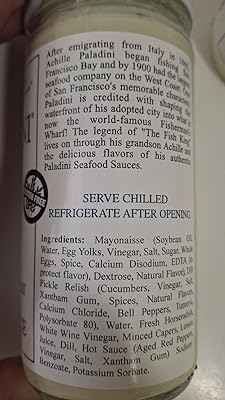 After emigrating from Italy in
Achille Paladini began fishing
Francisco Bay and by 1900 had the
seafood company on the West Coast. One
of San Francisco's memorable
Paladini is credited with shaping the
waterfront of his adopted city into what
now the world-famous Fisherman's
Wharf! The legend of "The Fish King"
lives on through his grandson Achille and
the delicious flavors of his authentic
Paladini Seafood Sauces.
SERVE CHILLED
REFRIGERATE AFTER OPENING
Ingredients: Mayonaisse (Soybean Oil,
Water, Egg Yolks, Vinegar, Salt, Sugar, Whole
Eggs, Spice, Calcium Disodium, EDTA (to
protect flavor), Dextrose, Natural Flavor), Dill
Pickle Relish (Cucumbers, Vinegar, Salt,
Xantham Gum, Spices, Natural Flavors,
Calcium Chloride, Bell Peppers, Turmeric,
Polysorbate 80), Water, Fresh Horseradish,
White Wine Vinegar, Minced Capers, Lemon
Juice, Dill, Hot Sauce (Aged Red Peppers,
Vinegar, Salt, Xantham Gum) Sodium
Benzoate, Potassium Sorbate.